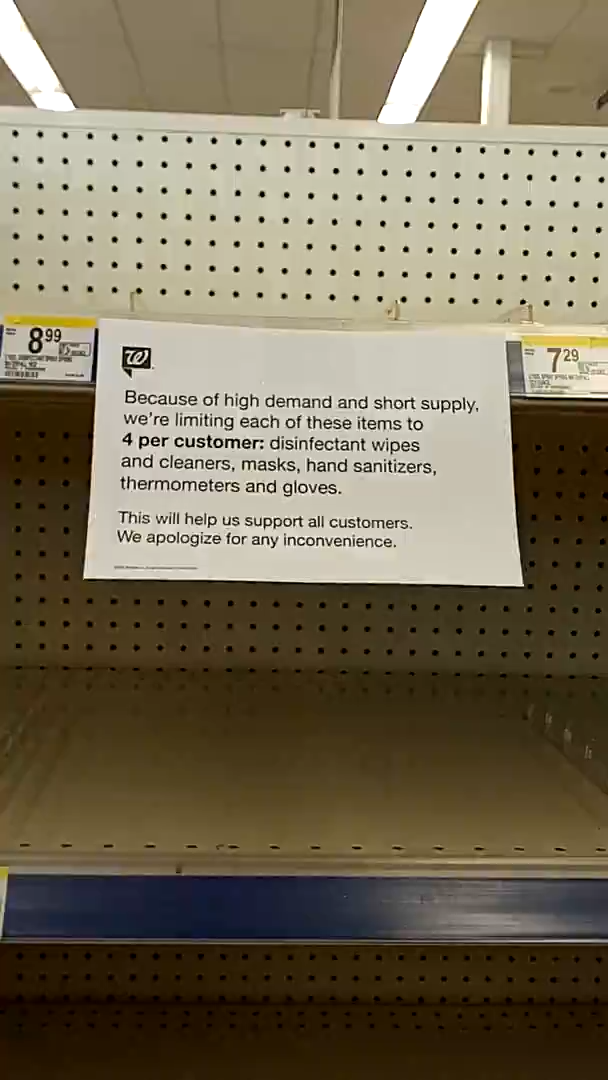 8.99
7.29
Because of high demand and short supply,
we're limiting each of these items to
4 per customer: disinfectant wipes
and cleaners, masks, hand sanitizers,
thermometers and gloves.
This will help us support all customers.
We apologize for any inconvenience.